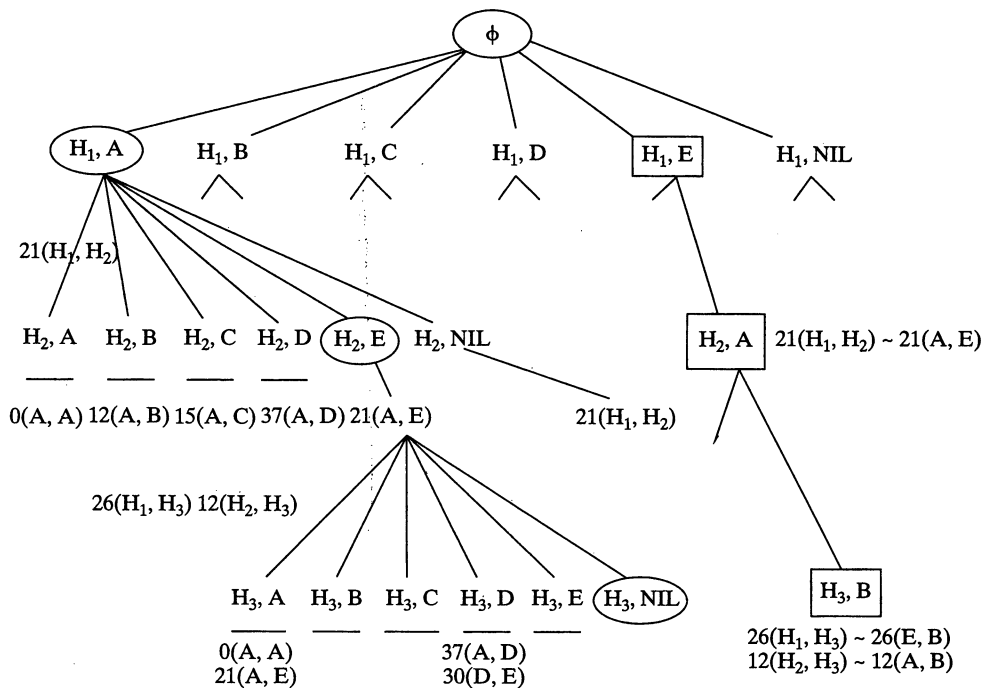 ϕ
H₁, A H₁, B H₁, C H₁, D H₁, E H₁, NIL
21(H₁, H₂)
H₂, A H₂, B H₂, C H₂, D H₂, E H₂, NIL H₂, A 21(H₁, H₂) ~ 21(A, E)
0(A, A) 12(A, B) 15(A, C) 37(A, D) 21(A, E) 21(H₁, H₂)
26(H₁, H₃) 12(H₂, H₃)
H₃, A H₃, B H₃, C H₃, D H₃, E H₃, NIL H₃, B
0(A, A) 37(A, D) 26(H₁, H₃) ~ 26(E, B)
21(A, E) 30(D, E) 12(H₂, H₃) ~ 12(A, B)